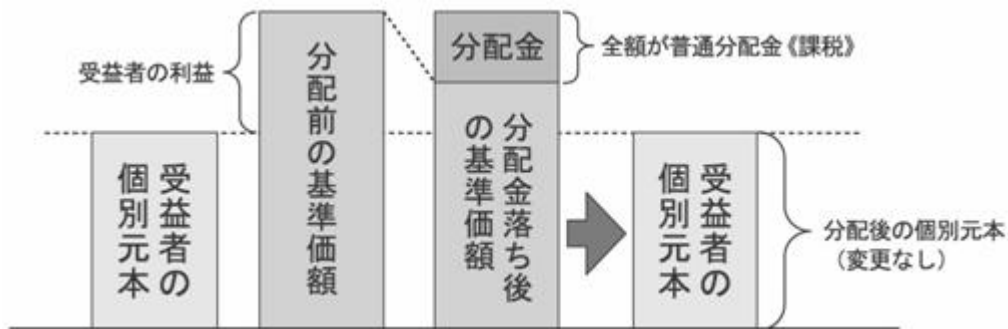 受益者の利益
受益者の
個別元本
分配前の基準価額
分配金
全額が普通分配金《課税》
分配金落ち後
の基準価額
受益者の
個別元本
分配後の個別元本
（変更なし）